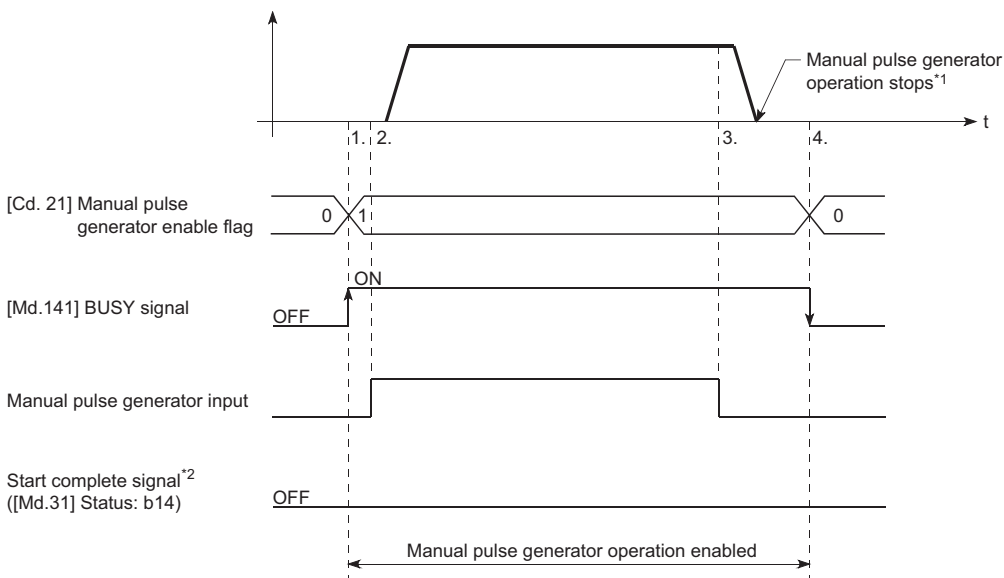 Manual pulse generator
operation stops*1
t
1. 2. 3. 4.
[Cd. 21] Manual pulse
generator enable flag
0 1 0
ON
[Md.141] BUSY signal
OFF
Manual pulse generator input
Start complete signal*2
([Md.31] Status: b14)
OFF
Manual pulse generator operation enabled